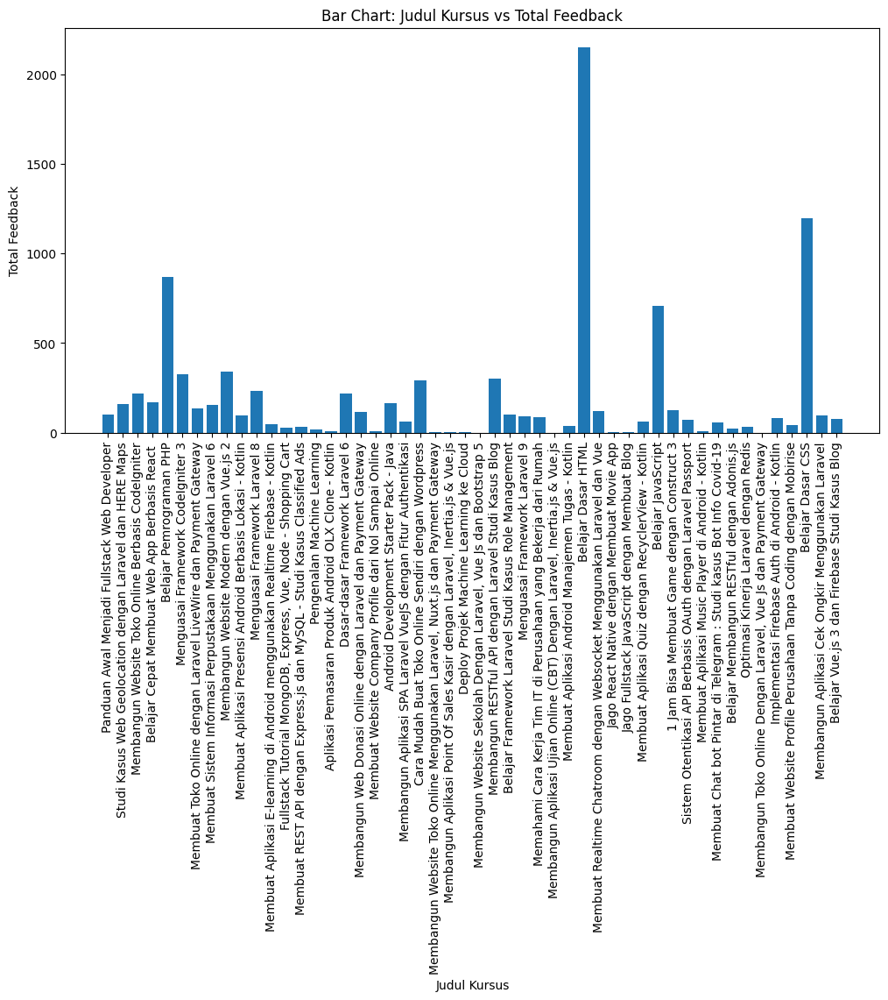 Bar Chart: Judul Kursus vs Total Feedback
Total Feedback
2000
1500
1000
500
0
Panduan Awal Menjadi Fullstack Web Developer
Studi Kasus Web Geolocation dengan Laravel dan HERE Maps
Membangun Website Toko Online Berbasis CodeIgniter
Belajar Cepat Membuat Web App Berbasis React
Belajar Pemrograman PHP
Menguasai Framework CodeIgniter 3
Membuat Toko Online dengan Laravel LiveWire dan Payment Gateway
Membuat Sistem Informasi Perpustakaan Menggunakan Laravel 6
Membangun Website Modern dengan Vue.js 2
Membuat Aplikasi Presensi Android Berbasis Lokasi - Kotlin
Menguasai Framework Laravel 8
Membuat Aplikasi E-learning di Android menggunakan Realtime Firebase - Kotlin
Fullstack Tutorial MongoDB, Express, Vue, Node - Shopping Cart
Membuat REST API dengan Express.js dan MySQL - Studi Kasus Classified Ads
Pengenalan Machine Learning
Aplikasi Pemasaran Produk Android OLX Clone - Kotlin
Dasar-dasar Framework Laravel 6
Membangun Web Donasi Online dengan Laravel dan Payment Gateway
Membuat Website Company Profile dari Nol Sampai Online
Android Development Starter Pack - Java
Membangun Aplikasi SPA Laravel VueJS dengan Fitur Authentikasi
Cara Mudah Buat Toko Online Sendiri dengan Wordpress
Membangun Website Toko Online Menggunakan Laravel, Nuxt.js dan Payment Gateway
Membangun Aplikasi Point Of Sales Kasir dengan Laravel, Inertia.js & Vue.js
Deploy Projek Machine Learning ke Cloud
Membangun Website Sekolah Dengan Laravel, Vue Js dan Bootstrap 5
Membangun RESTful API dengan Laravel Studi Kasus Blog
Belajar Framework Laravel Studi Kasus Role Management
Menguasai Framework Laravel 9
Memahami Cara Kerja Tim IT di Perusahaan yang Bekerja dari Rumah
Membangun Aplikasi Ujian Online (CBT) Dengan Laravel, Inertia.js & Vue.js
Membuat Aplikasi Android Manajemen Tugas - Kotlin
Belajar Dasar HTML
Membuat Realtime Chatroom dengan Websocket Menggunakan Laravel dan Vue
Jago React Native dengan Membuat Movie App
Jago Fullstack JavaScript dengan Membuat Blog
Membuat Aplikasi Quiz dengan RecyclerView - Kotlin
Belajar JavaScript
1 Jam Bisa Membuat Game dengan Construct 3
Sistem Otentikasi API Berbasis OAuth dengan Laravel Passport
Membuat Aplikasi Music Player di Android - Kotlin
Membuat Chat bot Pintar di Telegram : Studi kasus Bot Info Covid-19
Belajar Membangun RESTful dengan Adonis.js
Optimasi Kinerja Laravel dengan Redis
Membangun Toko Online Dengan Laravel, Vue Js dan Payment Gateway
Implementasi Firebase Auth di Android - Kotlin
Membuat Website Profile Perusahaan Tanpa Coding dengan Mobirise
Belajar Dasar CSS
Membangun Aplikasi Cek Ongkir Menggunakan Laravel
Belajar Vue.js 3 dan Firebase Studi Kasus Blog
Judul Kursus